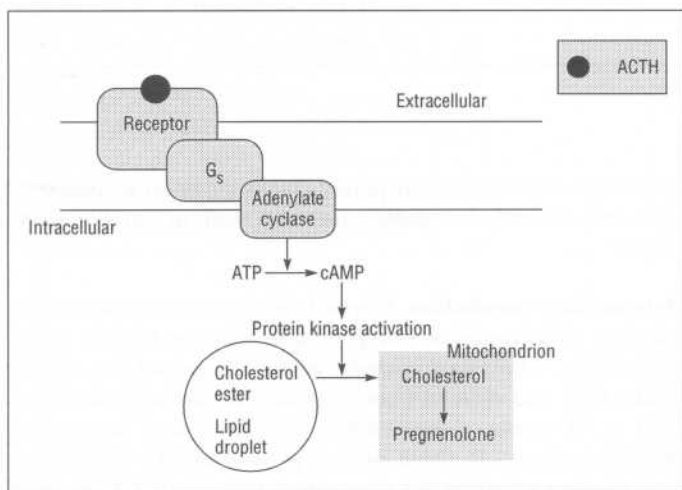 ACTH
Extracellular
Receptor
Gs
Adenylate
cyclase
Intracellular
ATP
cAMP
Protein kinase activation
Mitochondrion
Cholesterol
ester
Lipid
droplet
Cholesterol
Pregnenolone